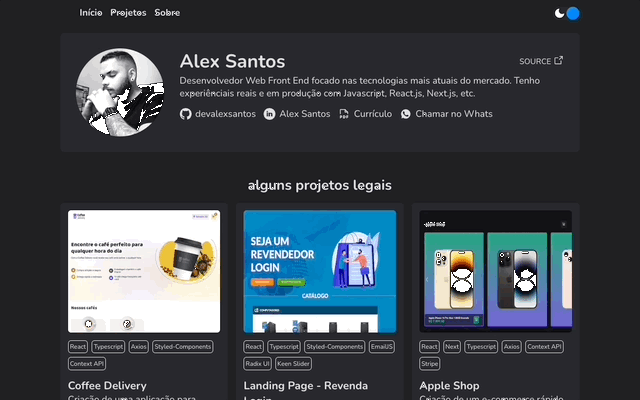 Início Projetos Sobre
Alex Santos
SOURCE
Desenvolvedor Web Front End focado nas tecnologias mais atuais do mercado. Tenho
experiênciais reais e em produção com Javascript, React.js, Next.js, etc.
devalexsantos Alex Santos Currículo Chamar no Whats
alguns projetos legais
Encontre o café perfeito para
qualquer hora do dia
Nossos cafés
SEJA UM
REVENDEDOR
LOGIN
CATÁLOGO
React Typescript Axios Styled-Components
Context API
React Typescript Styled-Components EmailJS
Radix UI Keen Slider
React Next Typescript Axios Context API
Stripe
Coffee Delivery
Criação de uma aplicação para
Landing Page - Revenda
Login
Apple Shop
Criação de um e-commerce rápido